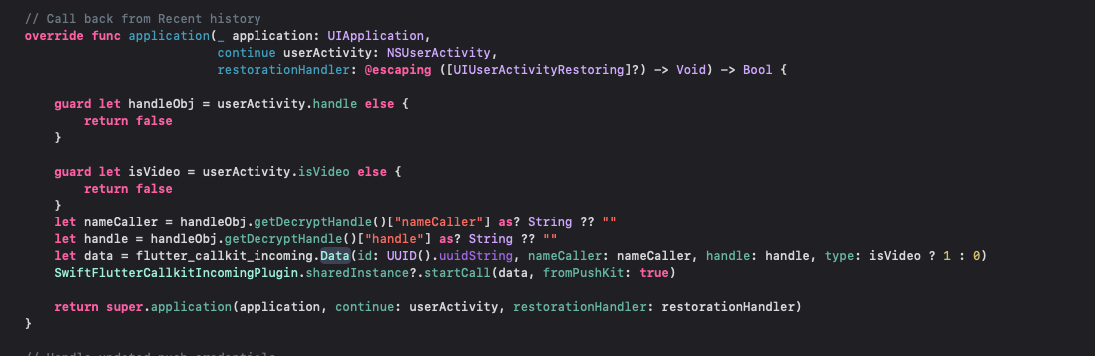 // Call back from Recent history
override func application(_ application: UIApplication,
continue userActivity: NSUserActivity,
restorationHandler: @escaping ([UIUserActivityRestoring]?) -> Void) -> Bool {
guard let handleObj = userActivity.handle else {
return false
}
guard let isVideo = userActivity.isVideo else {
return false
}
let nameCaller = handleObj.getDecryptHandle()["nameCaller"] as? String ?? ""
let handle = handleObj.getDecryptHandle()["handle"] as? String ?? ""
let data = flutter_callkit_incoming.Data(id: UUID().uuidString, nameCaller: nameCaller, handle: handle, type: isVideo ? 1 : 0)
SwiftFlutterCallkitIncomingPlugin.sharedInstance?.startCall(data, fromPushKit: true)
return super.application(application, continue: userActivity, restorationHandler: restorationHandler)
}
// Handle updated push credentials